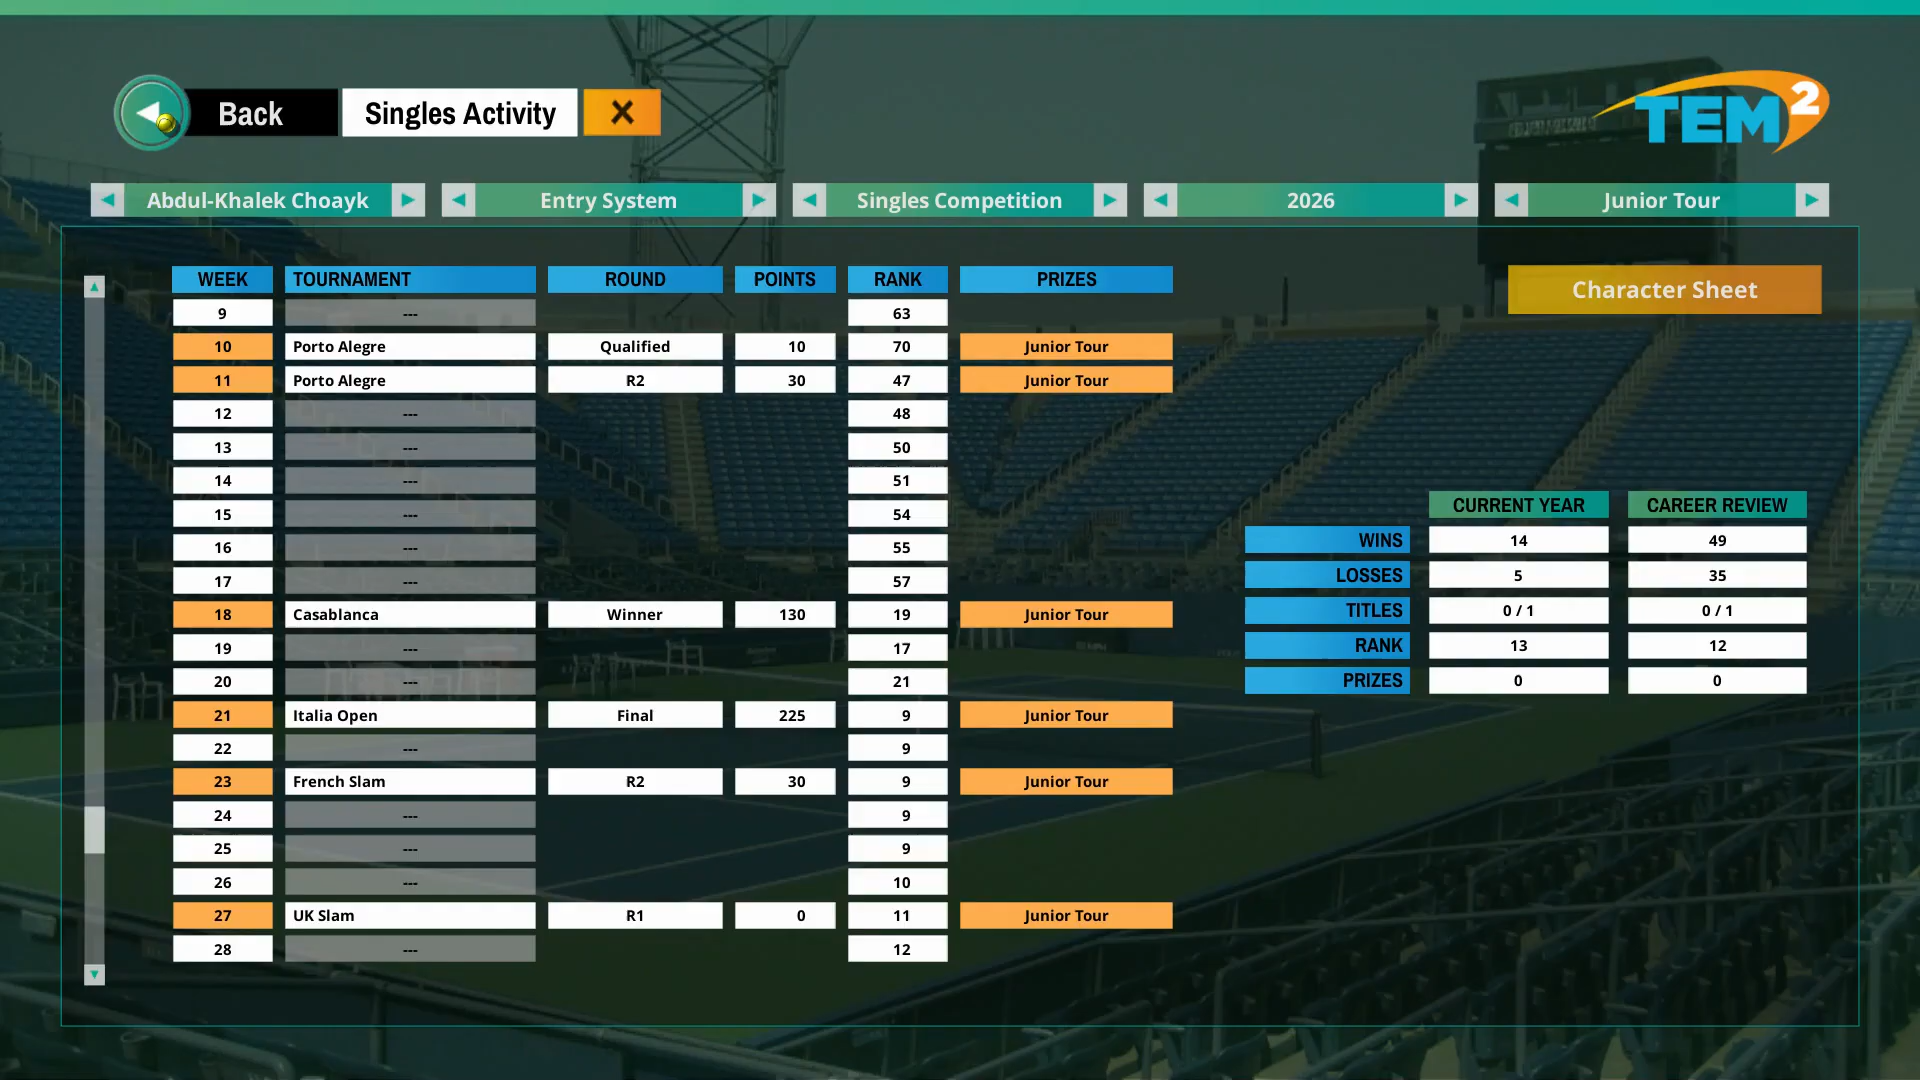 Back
Singles Activity
TEM2
Abdul-Khalek Choayk
Entry System
Singles Competition
2026
Junior Tour
WEEK TOURNAMENT ROUND POINTS RANK PRIZES
Character Sheet
9 --- 63
10 Porto Alegre Qualified 10 70 Junior Tour
11 Porto Alegre R2 30 47 Junior Tour
12 --- 48
13 --- 50
14 --- 51
15 --- 54
16 --- 55
17 --- 57
18 Casablanca Winner 130 19 Junior Tour
19 --- 17
20 --- 21
21 Italia Open Final 225 9 Junior Tour
22 --- 9
23 French Slam R2 30 9 Junior Tour
24 --- 9
25 --- 9
26 --- 10
27 UK Slam R1 0 11 Junior Tour
28 --- 12
CURRENT YEAR CAREER REVIEW
WINS 14 49
LOSSES 5 35
TITLES 0 / 1 0 / 1
RANK 13 12
PRIZES 0 0